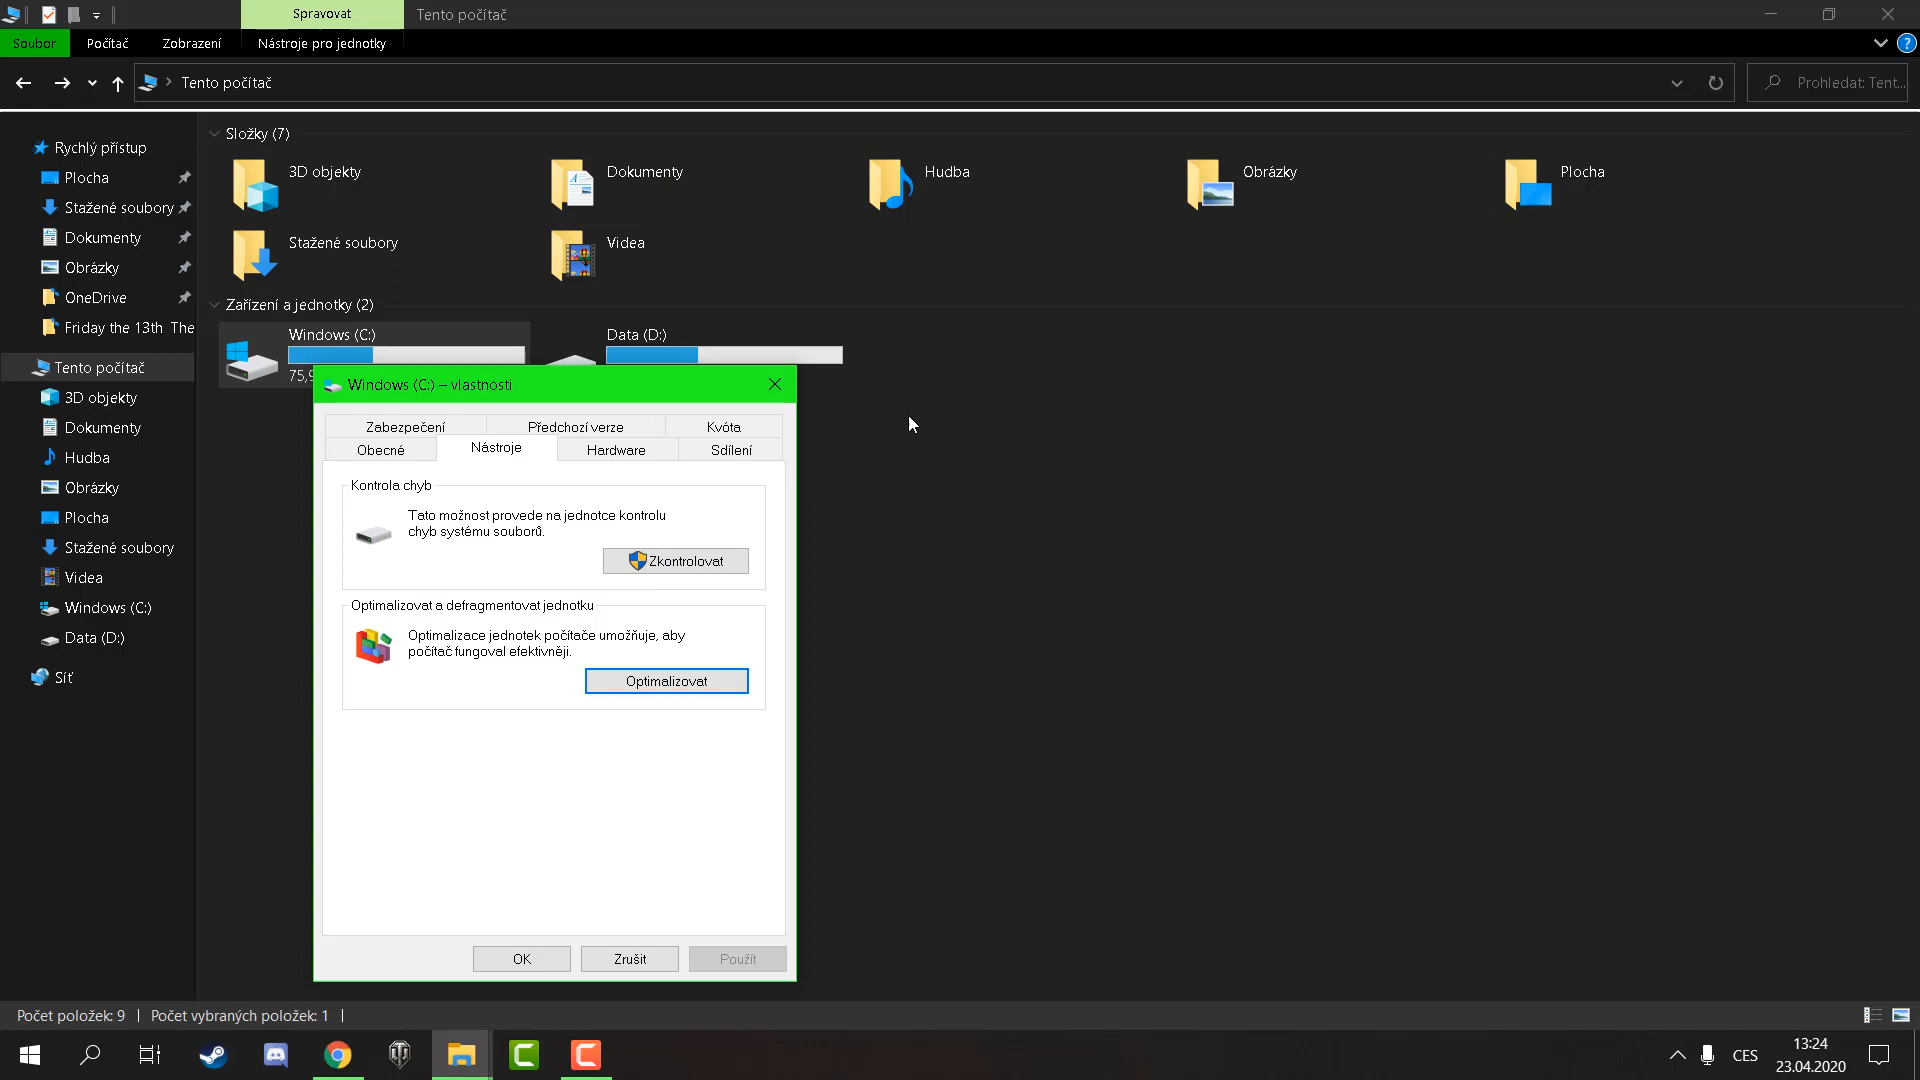 Spravovat
Tento počítač
Soubor
Počítač
Zobrazení
Nástroje pro jednotky
Tento počítač
Prohledat: Tent...
Rychlý přístup
Plocha
Stažené soubory
Dokumenty
Obrázky
OneDrive
Friday the 13th The
Tento počítač
3D objekty
Dokumenty
Hudba
Obrázky
Plocha
Stažené soubory
Videa
Windows (C:)
Data (D:)
Síť
Složky (7)
3D objekty
Dokumenty
Hudba
Obrázky
Plocha
Stažené soubory
Videa
Zařízení a jednotky (2)
Windows (C:)
75,9
Data (D:)
Windows (C:) – vlastnosti
Zabezpečení
Předchozí verze
Kvóta
Obecné
Nástroje
Hardware
Sdílení
Kontrola chyb
Tato možnost provede na jednotce kontrolu
chyb systému souborů.
Zkontrolovat
Optimalizovat a defragmentovat jednotku
Optimalizace jednotek počítače umožňuje, aby
počítač fungoval efektivněji.
Optimalizovat
OK
Zrušit
Použít
Počet položek: 9
Počet vybraných položek: 1
CES
13:24
23.04.2020